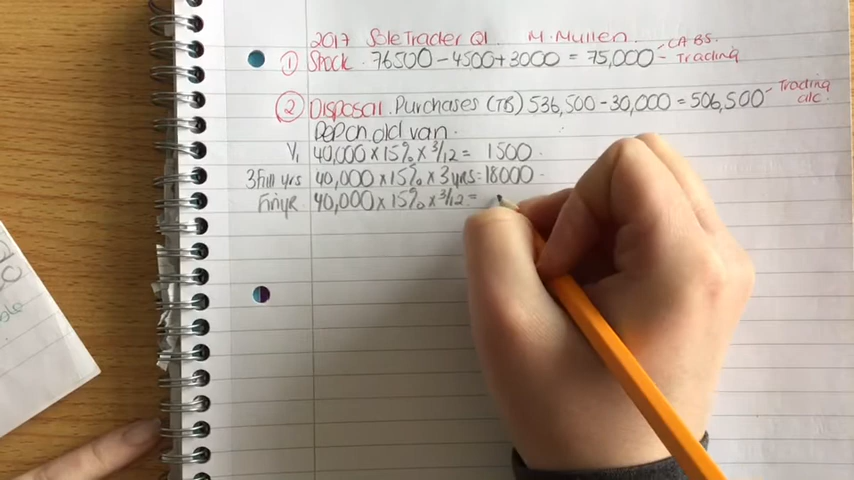 2017 Sole Trader Q1 M. Mullen
① Stock. 76500 - 4500 + 3000 = 75,000 - CA BS.
Trading
② Disposal. Purchases (TB) 536,500 - 30,000 = 506,500 - Trading
a/c.
Depcn old van.
Y1 40,000 x 15% x 3/12 = 1500
3 full yrs 40,000 x 15% x 3 yrs = 18000
Fin yr 40,000 x 15% x 3/12 =